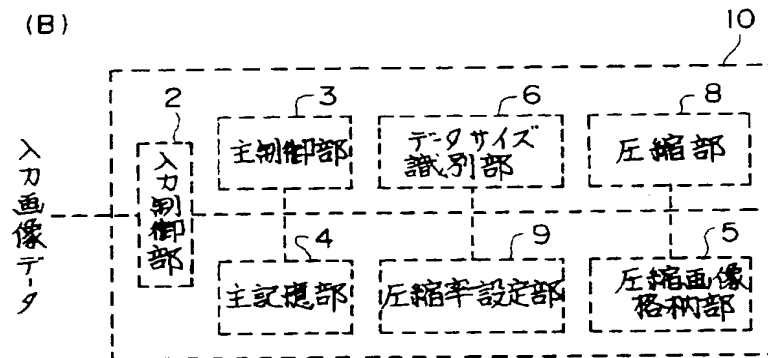 (B)
10
2
3
6
8
入力画像データ
入力制御部
主制御部
データサイズ
識別部
圧縮部
4
9
5
主記憶部
圧縮率設定部
圧縮画像
格納部